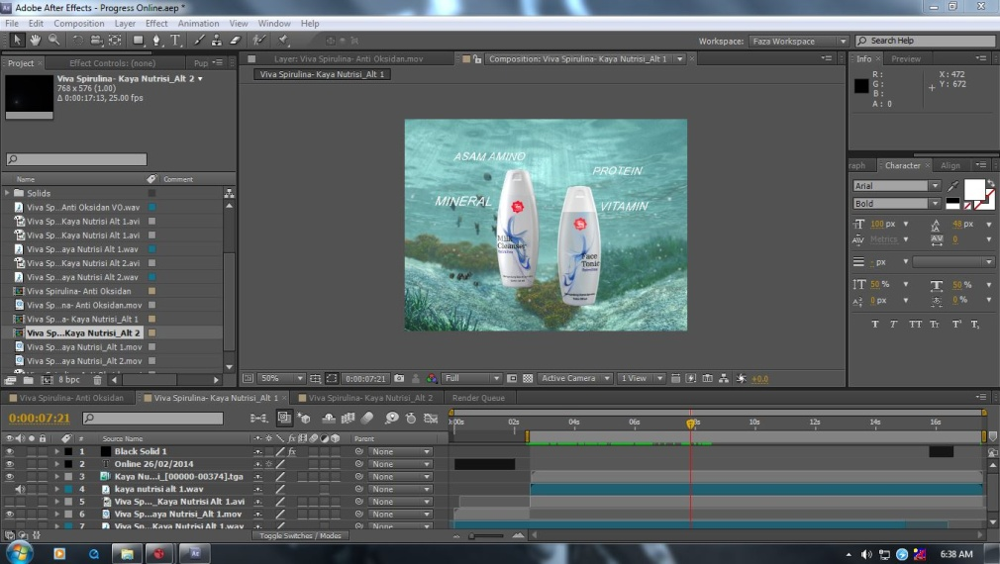 Adobe After Effects - Progress Online.aep *
File Edit Composition Layer Effect Animation View Window Help
Workspace: Faza Workspace
Search Help
Project
Effect Controls: (none)
Pup
Layer: Viva Spirulina- Anti Oksidan.mov
Composition: Viva Spirulina- Kaya Nutrisi_Alt 1
Info
Preview
Viva Spirulina- Kaya Nutrisi_Alt 2
768 x 576 (1.00)
Δ 0:00:17:13, 25.00 fps
Viva Spirulina- Kaya Nutrisi_Alt 1
R :
G :
B :
A : 0
X : 472
Y : 672
ASAM AMINO
PROTEIN
MINERAL
VITAMIN
Milk
Cleanser
Face
Tonic
Name
Comment
Solids
Viva Sp...Anti Oksidan VO.wav
Viva Sp...Kaya Nutrisi Alt 1.avi
Viva Sp...Kaya Nutrisi Alt 1.avi
Viva Sp...aya Nutrisi Alt 1.wav
Viva Sp...Kaya Nutrisi Alt 2.avi
Viva Sp...aya Nutrisi Alt 2.wav
Viva Spirulina- Anti Oksidan
Viva Sp...na- Anti Oksidan.mov
Viva Sp...a- Kaya Nutrisi_Alt 1
Viva Sp...Kaya Nutrisi_Alt 2
Viva Sp...aya Nutrisi_Alt 1.mov
Viva Sp...aya Nutrisi_Alt 2.mov
8 bpc
raph
Character
Align
Arial
Bold
100 px
48 px
Metrics
0
- px
50 %
50 %
0 px
0 %
T T TT Tr T¹ T₁
50%
0:00:07:21
Full
Active Camera
1 View
+0.0
Viva Spirulina- Anti Oksidan
Viva Spirulina- Kaya Nutrisi_Alt 1
Viva Spirulina- Kaya Nutrisi_Alt 2
Render Queue
0:00:07:21
00s 02s 04s 06s 08s 10s 12s 14s 16s
# Source Name
Parent
1 Black Solid 1 None
2 Online 26/02/2014 None
3 Kaya Nu...i_[00000-00374].tga None
4 kaya nutrisi alt 1.wav None
5 Viva Sp..._Kaya Nutrisi Alt 1.avi None
6 Viva Sp...aya Nutrisi_Alt 1.mov None
7 Viva Sp...Kaya Nutrisi Alt 1.wav None
Toggle Switches / Modes
6:38 AM